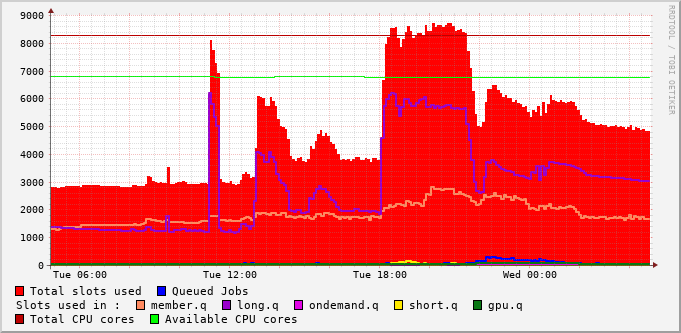 9000
8000
7000
6000
5000
4000
3000
2000
1000
0
Tue 06:00 Tue 12:00 Tue 18:00 Wed 00:00
RRDTOOL / TOBI OETIKER
Total slots used Queued Jobs
Slots used in : member.q long.q ondemand.q short.q gpu.q
Total CPU cores Available CPU cores